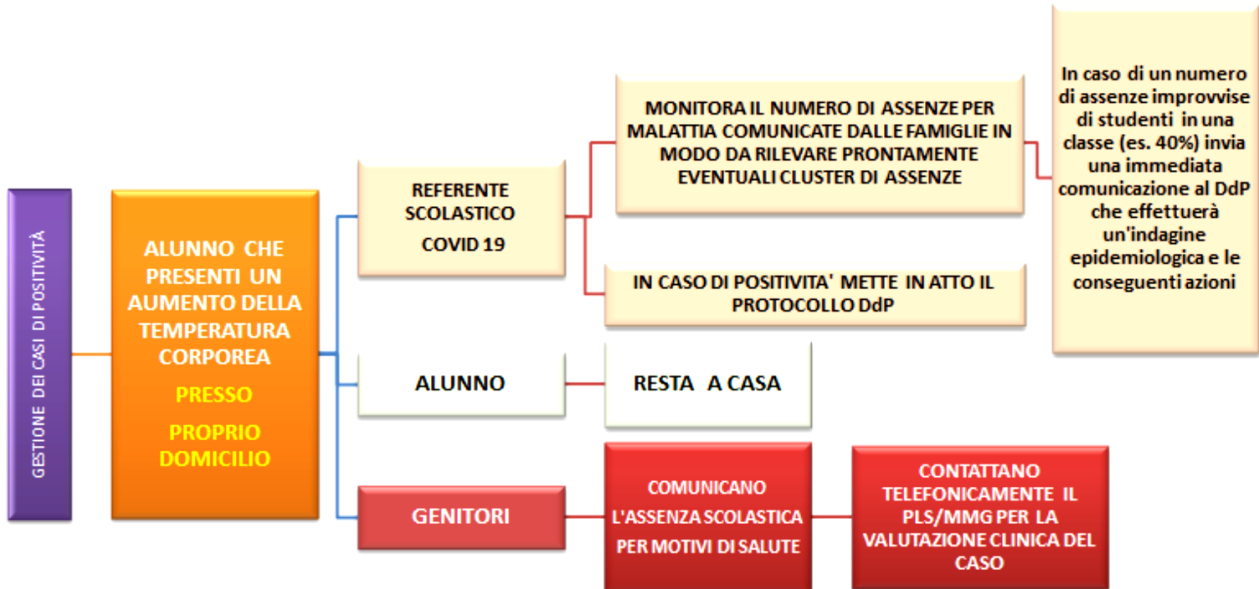 GESTIONE DEI CASI DI POSITIVITÀ
ALUNNO CHE
PRESENTI UN
AUMENTO DELLA
TEMPERATURA
CORPOREA
PRESSO
PROPRIO
DOMICILIO
REFERENTE
SCOLASTICO
COVID 19
MONITORA IL NUMERO DI ASSENZE PER
MALATTIA COMUNICATE DALLE FAMIGLIE IN
MODO DA RILEVARE PRONTAMENTE
EVENTUALI CLUSTER DI ASSENZE
In caso di un numero
di assenze improvvise
di studenti in una
classe (es. 40%) invia
una immediata
comunicazione al DdP
che effettuerà
un'indagine
epidemiologica e le
conseguenti azioni
IN CASO DI POSITIVITA' METTE IN ATTO IL
PROTOCOLLO DdP
ALUNNO
RESTA A CASA
GENITORI
COMUNICANO
L'ASSENZA SCOLASTICA
PER MOTIVI DI SALUTE
CONTATTANO
TELEFONICAMENTE IL
PLS/MMG PER LA
VALUTAZIONE CLINICA DEL
CASO